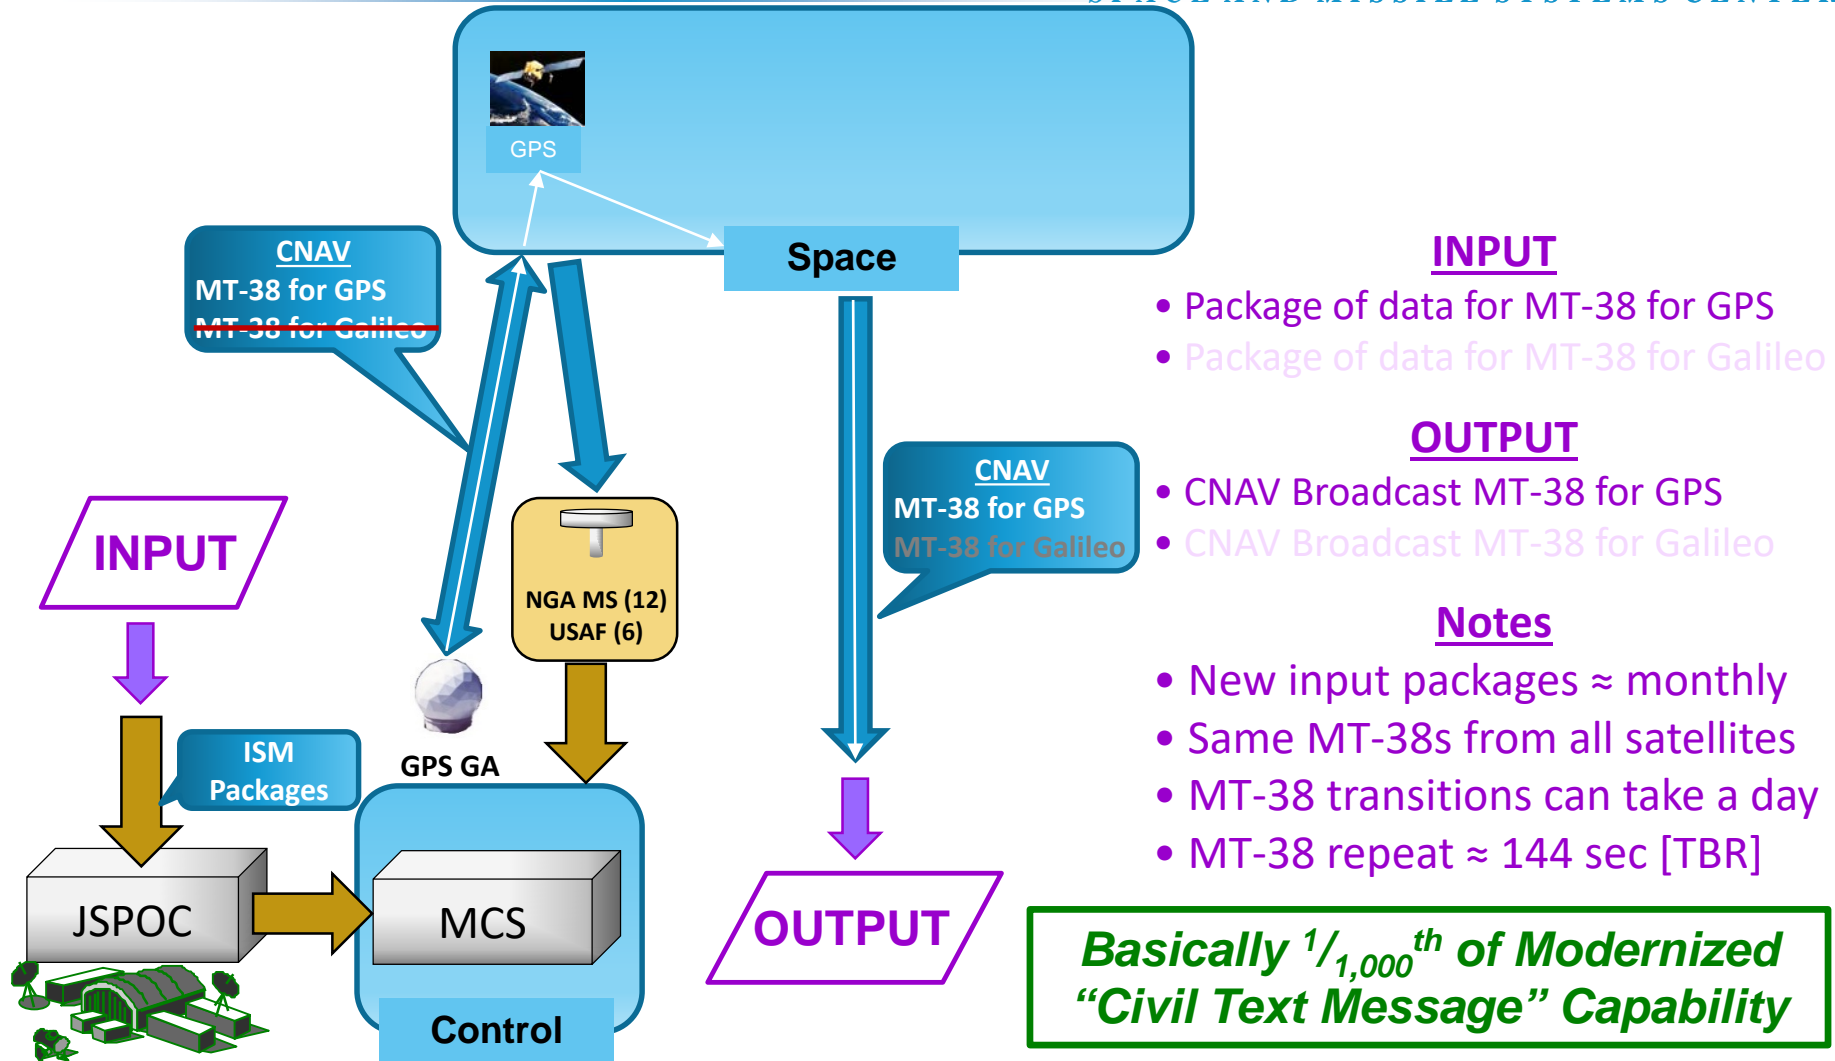 SPACE AND MISSILE SYSTEMS CENTER
GPS
Space
CNAV
MT-38 for GPS
MT-38 for Galileo
INPUT
NGA MS (12)
USAF (6)
GPS GA
ISM
Packages
JSPOC
MCS
Control
CNAV
MT-38 for GPS
MT-38 for Galileo
OUTPUT
INPUT
• Package of data for MT-38 for GPS
• Package of data for MT-38 for Galileo
OUTPUT
• CNAV Broadcast MT-38 for GPS
• CNAV Broadcast MT-38 for Galileo
Notes
• New input packages ≈ monthly
• Same MT-38s from all satellites
• MT-38 transitions can take a day
• MT-38 repeat ≈ 144 sec [TBR]
Basically 1/1,000th of Modernized
“Civil Text Message” Capability